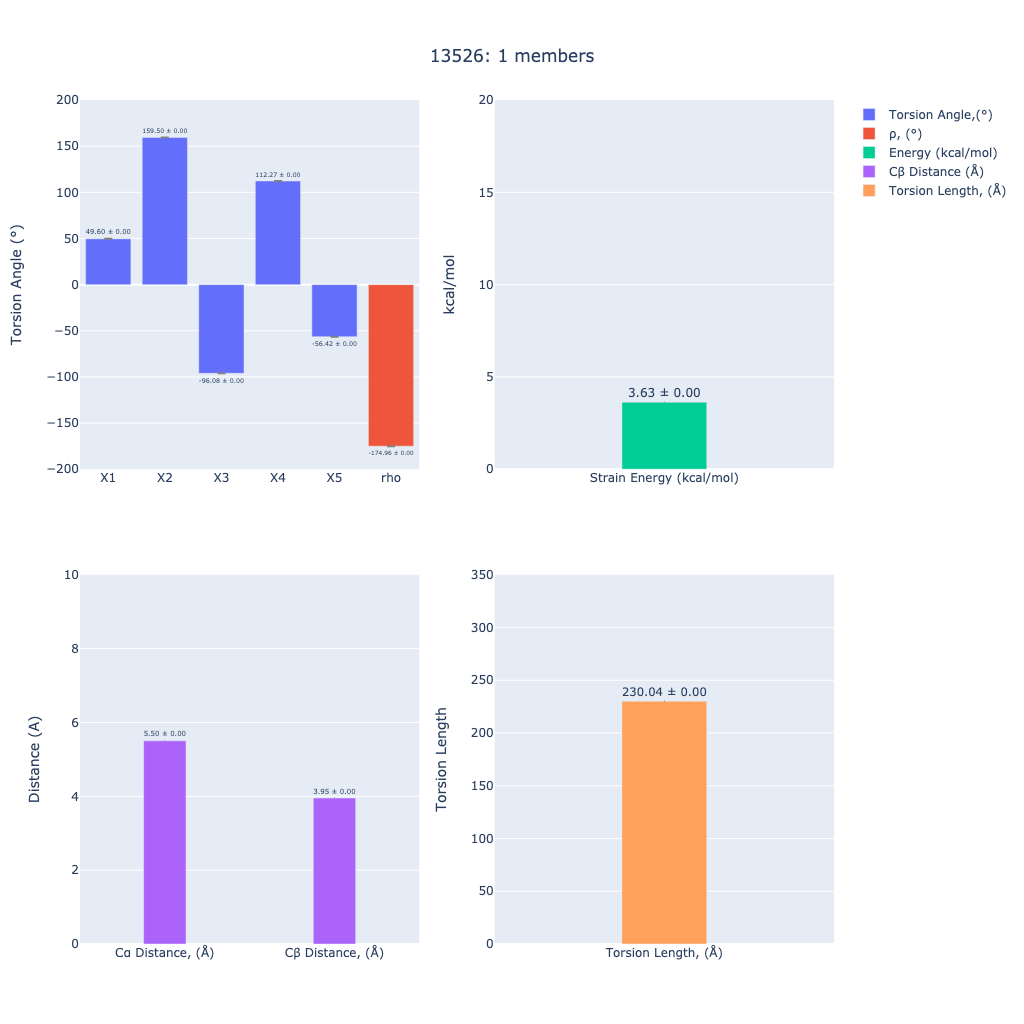 13526: 1 members
200
150
100
50
0
−50
−100
−150
−200
Torsion Angle (°)
49.60 ± 0.00
159.50 ± 0.00
-96.08 ± 0.00
112.27 ± 0.00
-56.42 ± 0.00
-174.96 ± 0.00
X1 X2 X3 X4 X5 rho
20
15
10
5
0
kcal/mol
3.63 ± 0.00
Strain Energy (kcal/mol)
Torsion Angle,(°)
ρ, (°)
Energy (kcal/mol)
Cβ Distance (Å)
Torsion Length, (Å)
10
8
6
4
2
0
Distance (A)
5.50 ± 0.00
3.95 ± 0.00
Cα Distance, (Å) Cβ Distance, (Å)
350
300
250
200
150
100
50
0
Torsion Length
230.04 ± 0.00
Torsion Length, (Å)